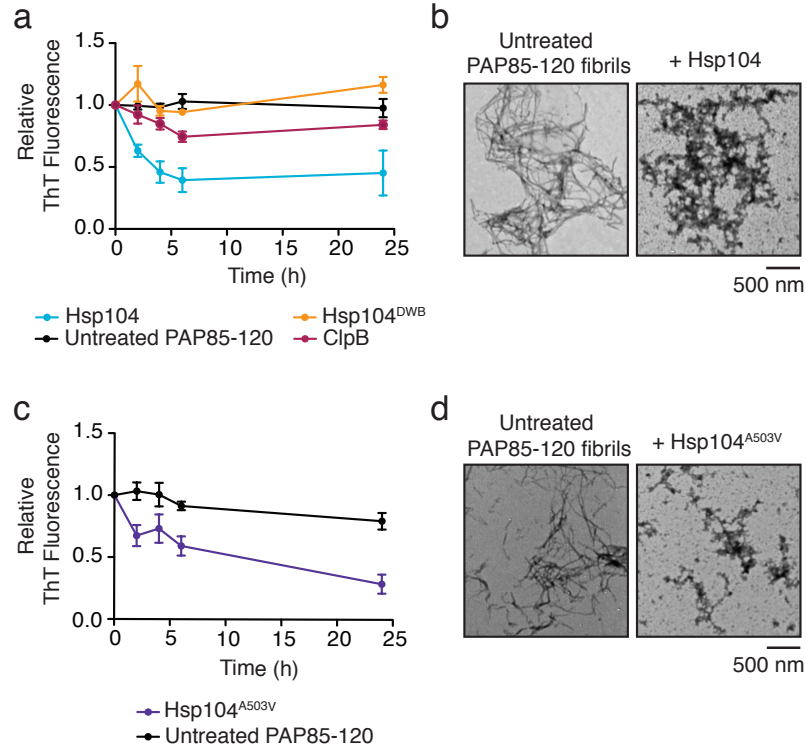 a
1.5
1.0
0.5
0.0
Relative
ThT Fluorescence
0 5 10 15 20 25
Time (h)
Hsp104
Untreated PAP85-120
Hsp104DWB
ClpB
b
Untreated
PAP85-120 fibrils
+ Hsp104
500 nm
c
1.5
1.0
0.5
0.0
Relative
ThT Fluorescence
0 5 10 15 20 25
Time (h)
Hsp104A503V
Untreated PAP85-120
d
Untreated
PAP85-120 fibrils
+ Hsp104A503V
500 nm